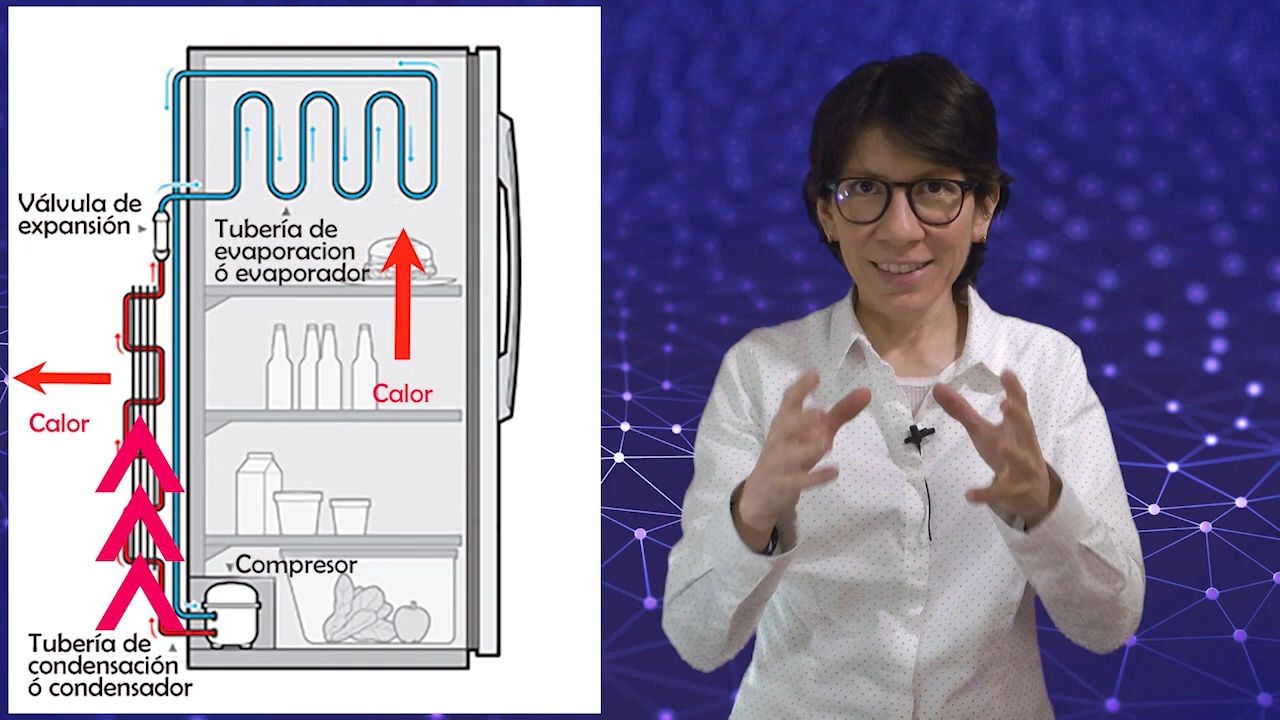 Válvula de
expansión
Tubería de
evaporacion
ó evaporador
Calor
Calor
Compresor
Tubería de
condensación
ó condensador